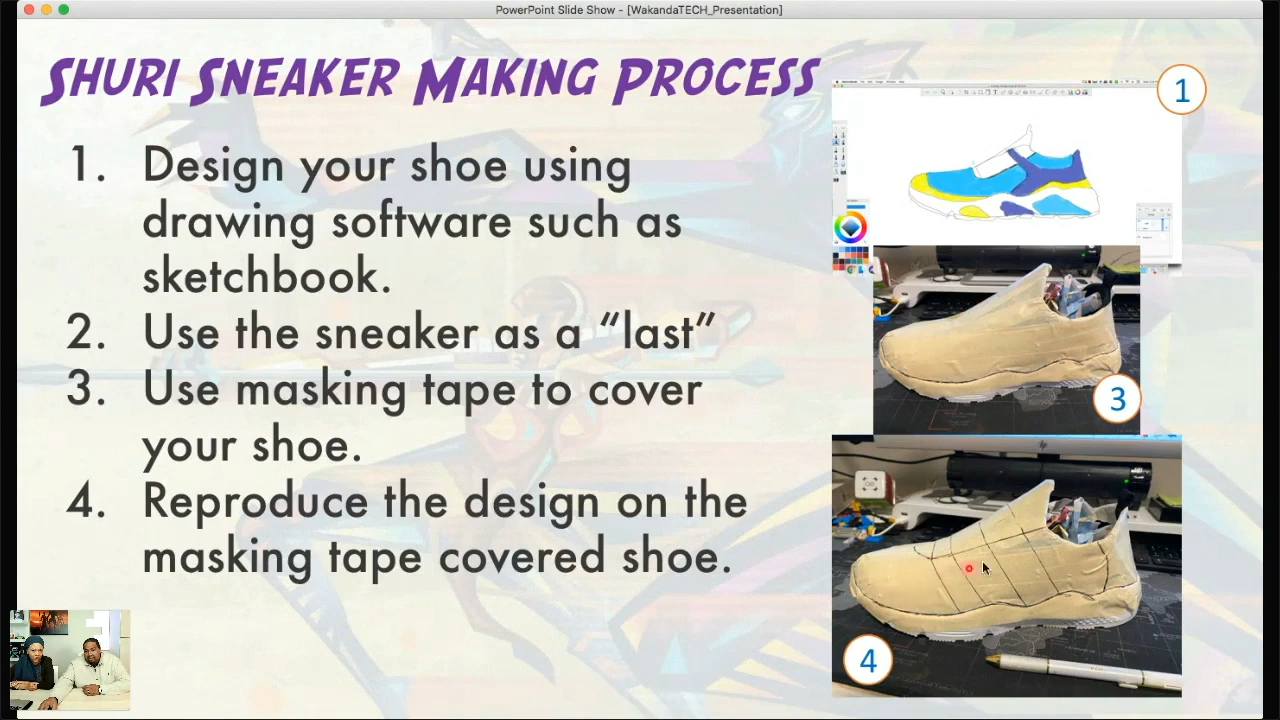 PowerPoint Slide Show - [WakandaTECH_Presentation]
SHURI SNEAKER MAKING PROCESS
1. Design your shoe using
drawing software such as
sketchbook.
2. Use the sneaker as a “last”
3. Use masking tape to cover
your shoe.
4. Reproduce the design on the
masking tape covered shoe.
1
3
4